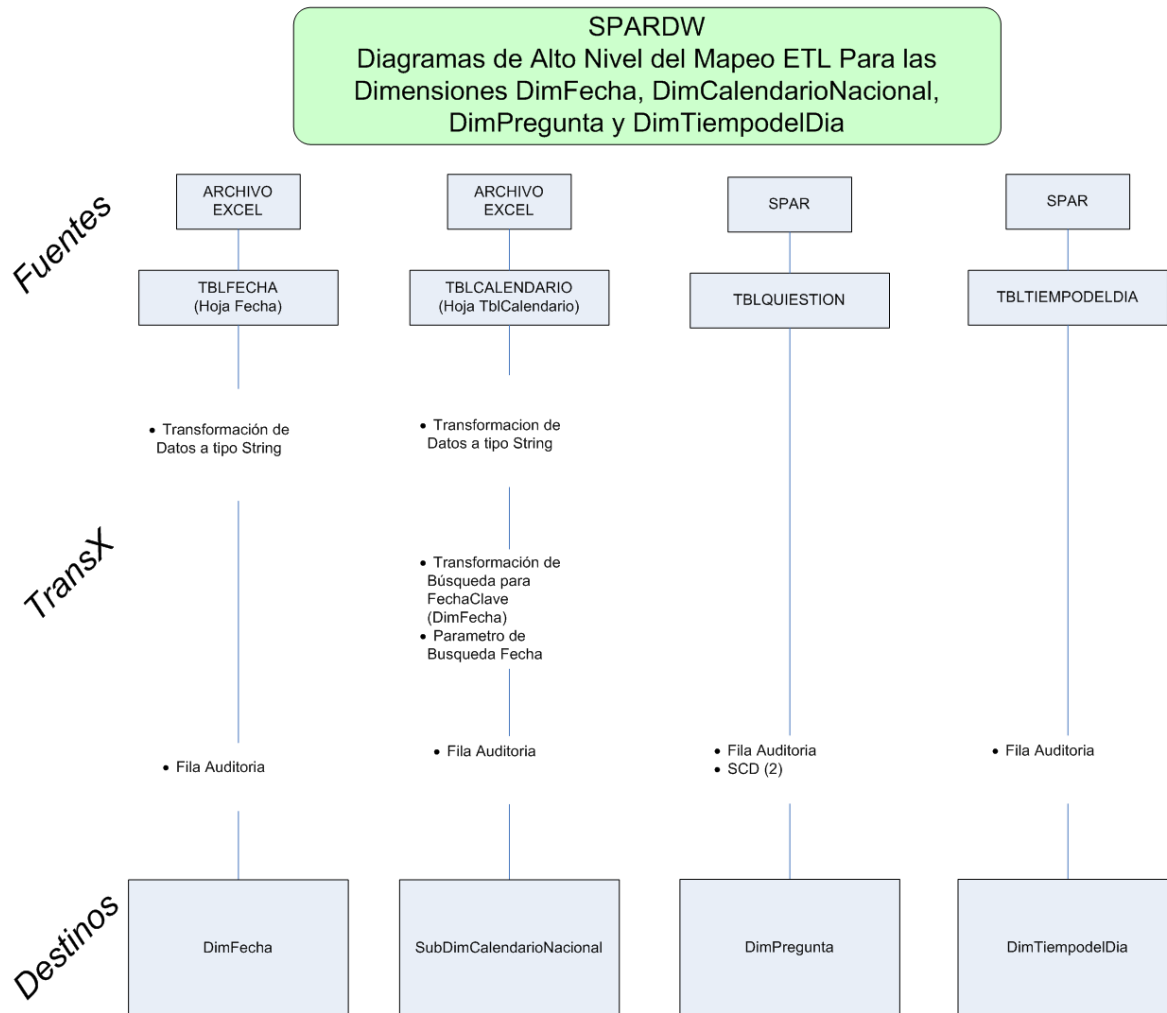 SPARDW
Diagramas de Alto Nivel del Mapeo ETL Para las
Dimensiones DimFecha, DimCalendarioNacional,
DimPregunta y DimTiempodelDia
Fuentes
ARCHIVO
EXCEL
ARCHIVO
EXCEL
SPAR
SPAR
TBLFECHA
(Hoja Fecha)
TBLCALENDARIO
(Hoja TblCalendario)
TBLQUIESTION
TBLTIEMPODELDIA
TransX
• Transformación de
Datos a tipo String
• Transformacion de
Datos a tipo String
• Transformación de
Búsqueda para
FechaClave
(DimFecha)
• Parametro de
Busqueda Fecha
• Fila Auditoria
• Fila Auditoria
• Fila Auditoria
• SCD (2)
• Fila Auditoria
Destinos
DimFecha
SubDimCalendarioNacional
DimPregunta
DimTiempodelDia